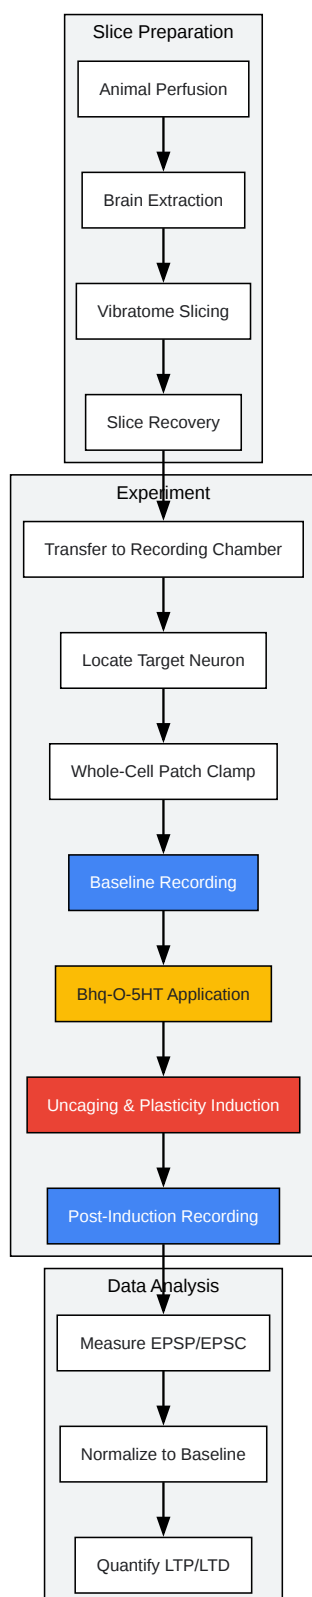 Slice Preparation
Animal Perfusion
Brain Extraction
Vibratome Slicing
Slice Recovery
Experiment
Transfer to Recording Chamber
Locate Target Neuron
Whole-Cell Patch Clamp
Baseline Recording
Bhq-O-5HT Application
Uncaging & Plasticity Induction
Post-Induction Recording
Data Analysis
Measure EPSP/EPSC
Normalize to Baseline
Quantify LTP/LTD